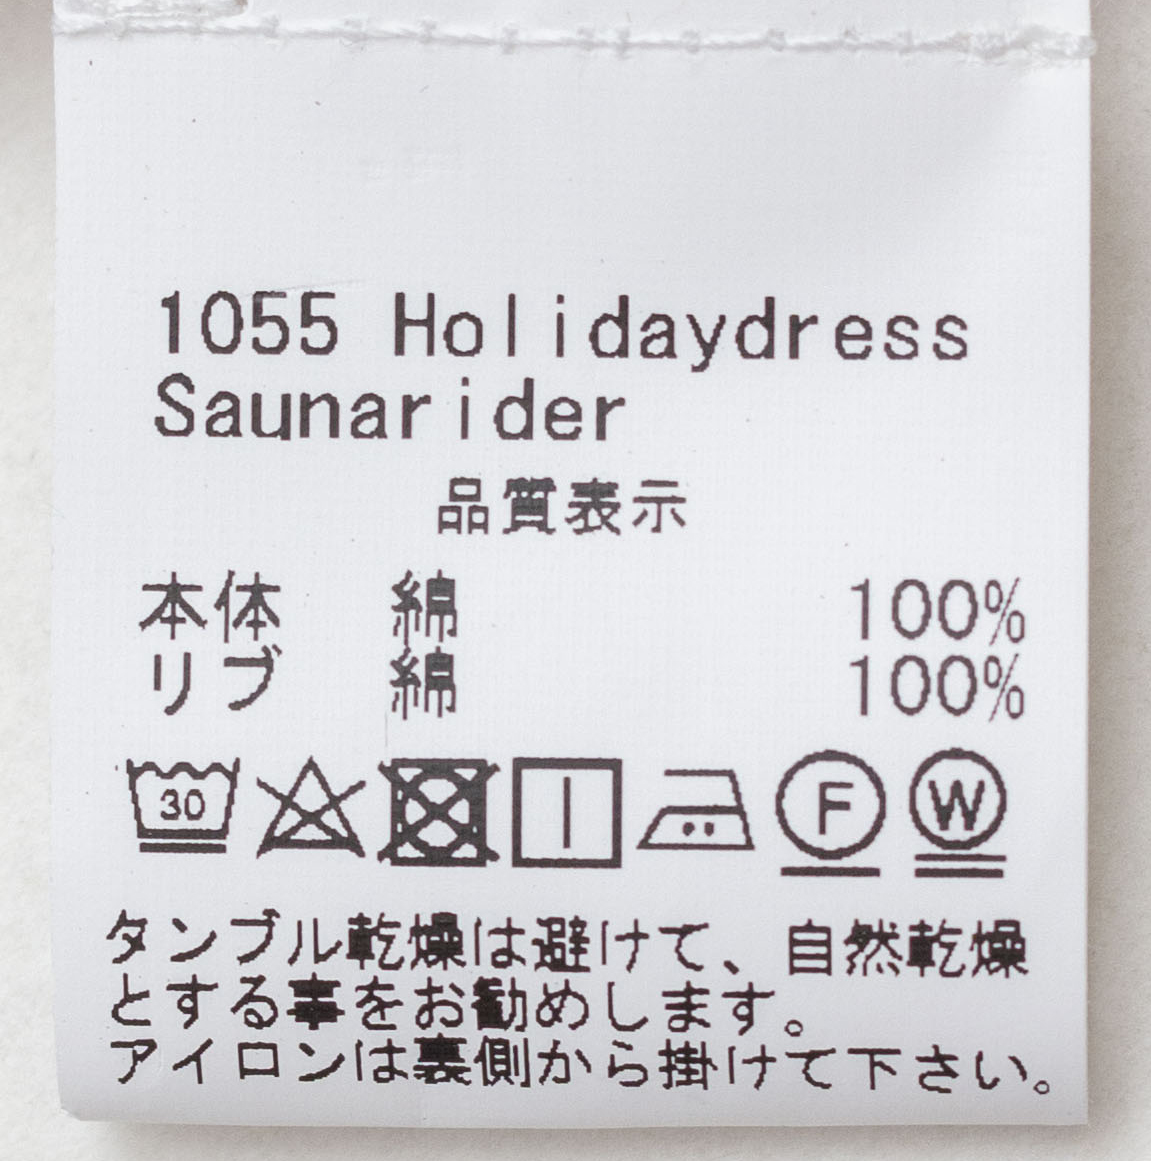 1055 Holidaydress
Saunarider
品質表示
本体 綿 100%
リブ 綿 100%
30 F W
タンブル乾燥は避けて、自然乾燥
とする事をお勧めします。
アイロンは裏側から掛けて下さい。